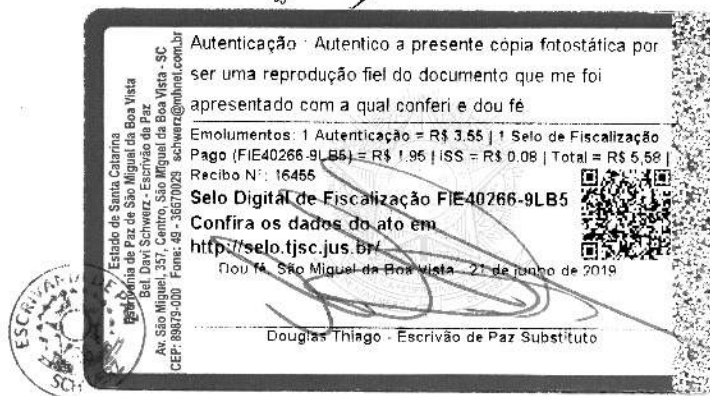 Estado de Santa Catarina
Escrivania de Paz de São Miguel da Boa Vista
Bel. Davi Schwerz - Escrivão de Paz
Av. São Miguel, 357, Centro, São Miguel da Boa Vista - SC
CEP: 89879-000 Fone: 49 - 36670029 schwerz@mhnet.com.br
Autenticação : Autentico a presente cópia fotostática por
ser uma reprodução fiel do documento que me foi
apresentado com a qual conferi e dou fé
Emolumentos: 1 Autenticação = R$ 3.55 | 1 Selo de Fiscalização
Pago (FIE40266-9LB5) = R$ 1.95 | ISS = R$ 0.08 | Total = R$ 5,58 |
Recibo Nº: 16455
Selo Digital de Fiscalização FIE40266-9LB5
Confira os dados do ato em
http://selo.tjsc.jus.br/
Dou fé, São Miguel da Boa Vista - 21 de junho de 2019
Douglas Thiago - Escrivão de Paz Substituto
ESCRIVANIA DE